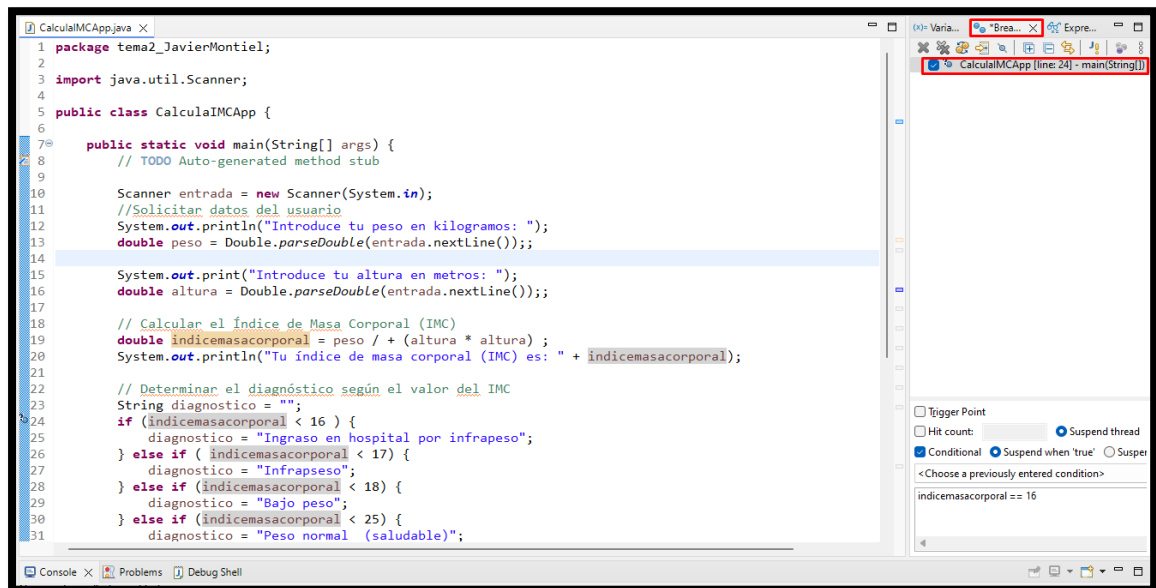 CalculaIMCApp.java
1 package tema2_JavierMontiel;
2
3 import java.util.Scanner;
4
5 public class CalculaIMCApp {
6
7 public static void main(String[] args) {
8 // TODO Auto-generated method stub
9
10 Scanner entrada = new Scanner(System.in);
11 //Solicitar datos del usuario
12 System.out.println("Introduce tu peso en kilogramos: ");
13 double peso = Double.parseDouble(entrada.nextLine());;
14
15 System.out.print("Introduce tu altura en metros: ");
16 double altura = Double.parseDouble(entrada.nextLine());;
17
18 // Calcular el Índice de Masa Corporal (IMC)
19 double indicemasacorporal = peso / + (altura * altura) ;
20 System.out.println("Tu índice de masa corporal (IMC) es: " + indicemasacorporal);
21
22 // Determinar el diagnóstico según el valor del IMC
23 String diagnostico = "";
24 if (indicemasacorporal < 16 ) {
25 diagnostico = "Ingraso en hospital por infrapeso";
26 } else if ( indicemasacorporal < 17) {
27 diagnostico = "Infrapseso";
28 } else if (indicemasacorporal < 18) {
29 diagnostico = "Bajo peso";
30 } else if (indicemasacorporal < 25) {
31 diagnostico = "Peso normal (saludable)";
(x)= Varia... *Brea... Expre...
CalculaIMCApp [line: 24] - main(String[])
Trigger Point
Hit count: Suspend thread
Conditional Suspend when 'true' Susper
<Choose a previously entered condition>
indicemasacorporal == 16
Console Problems Debug Shell